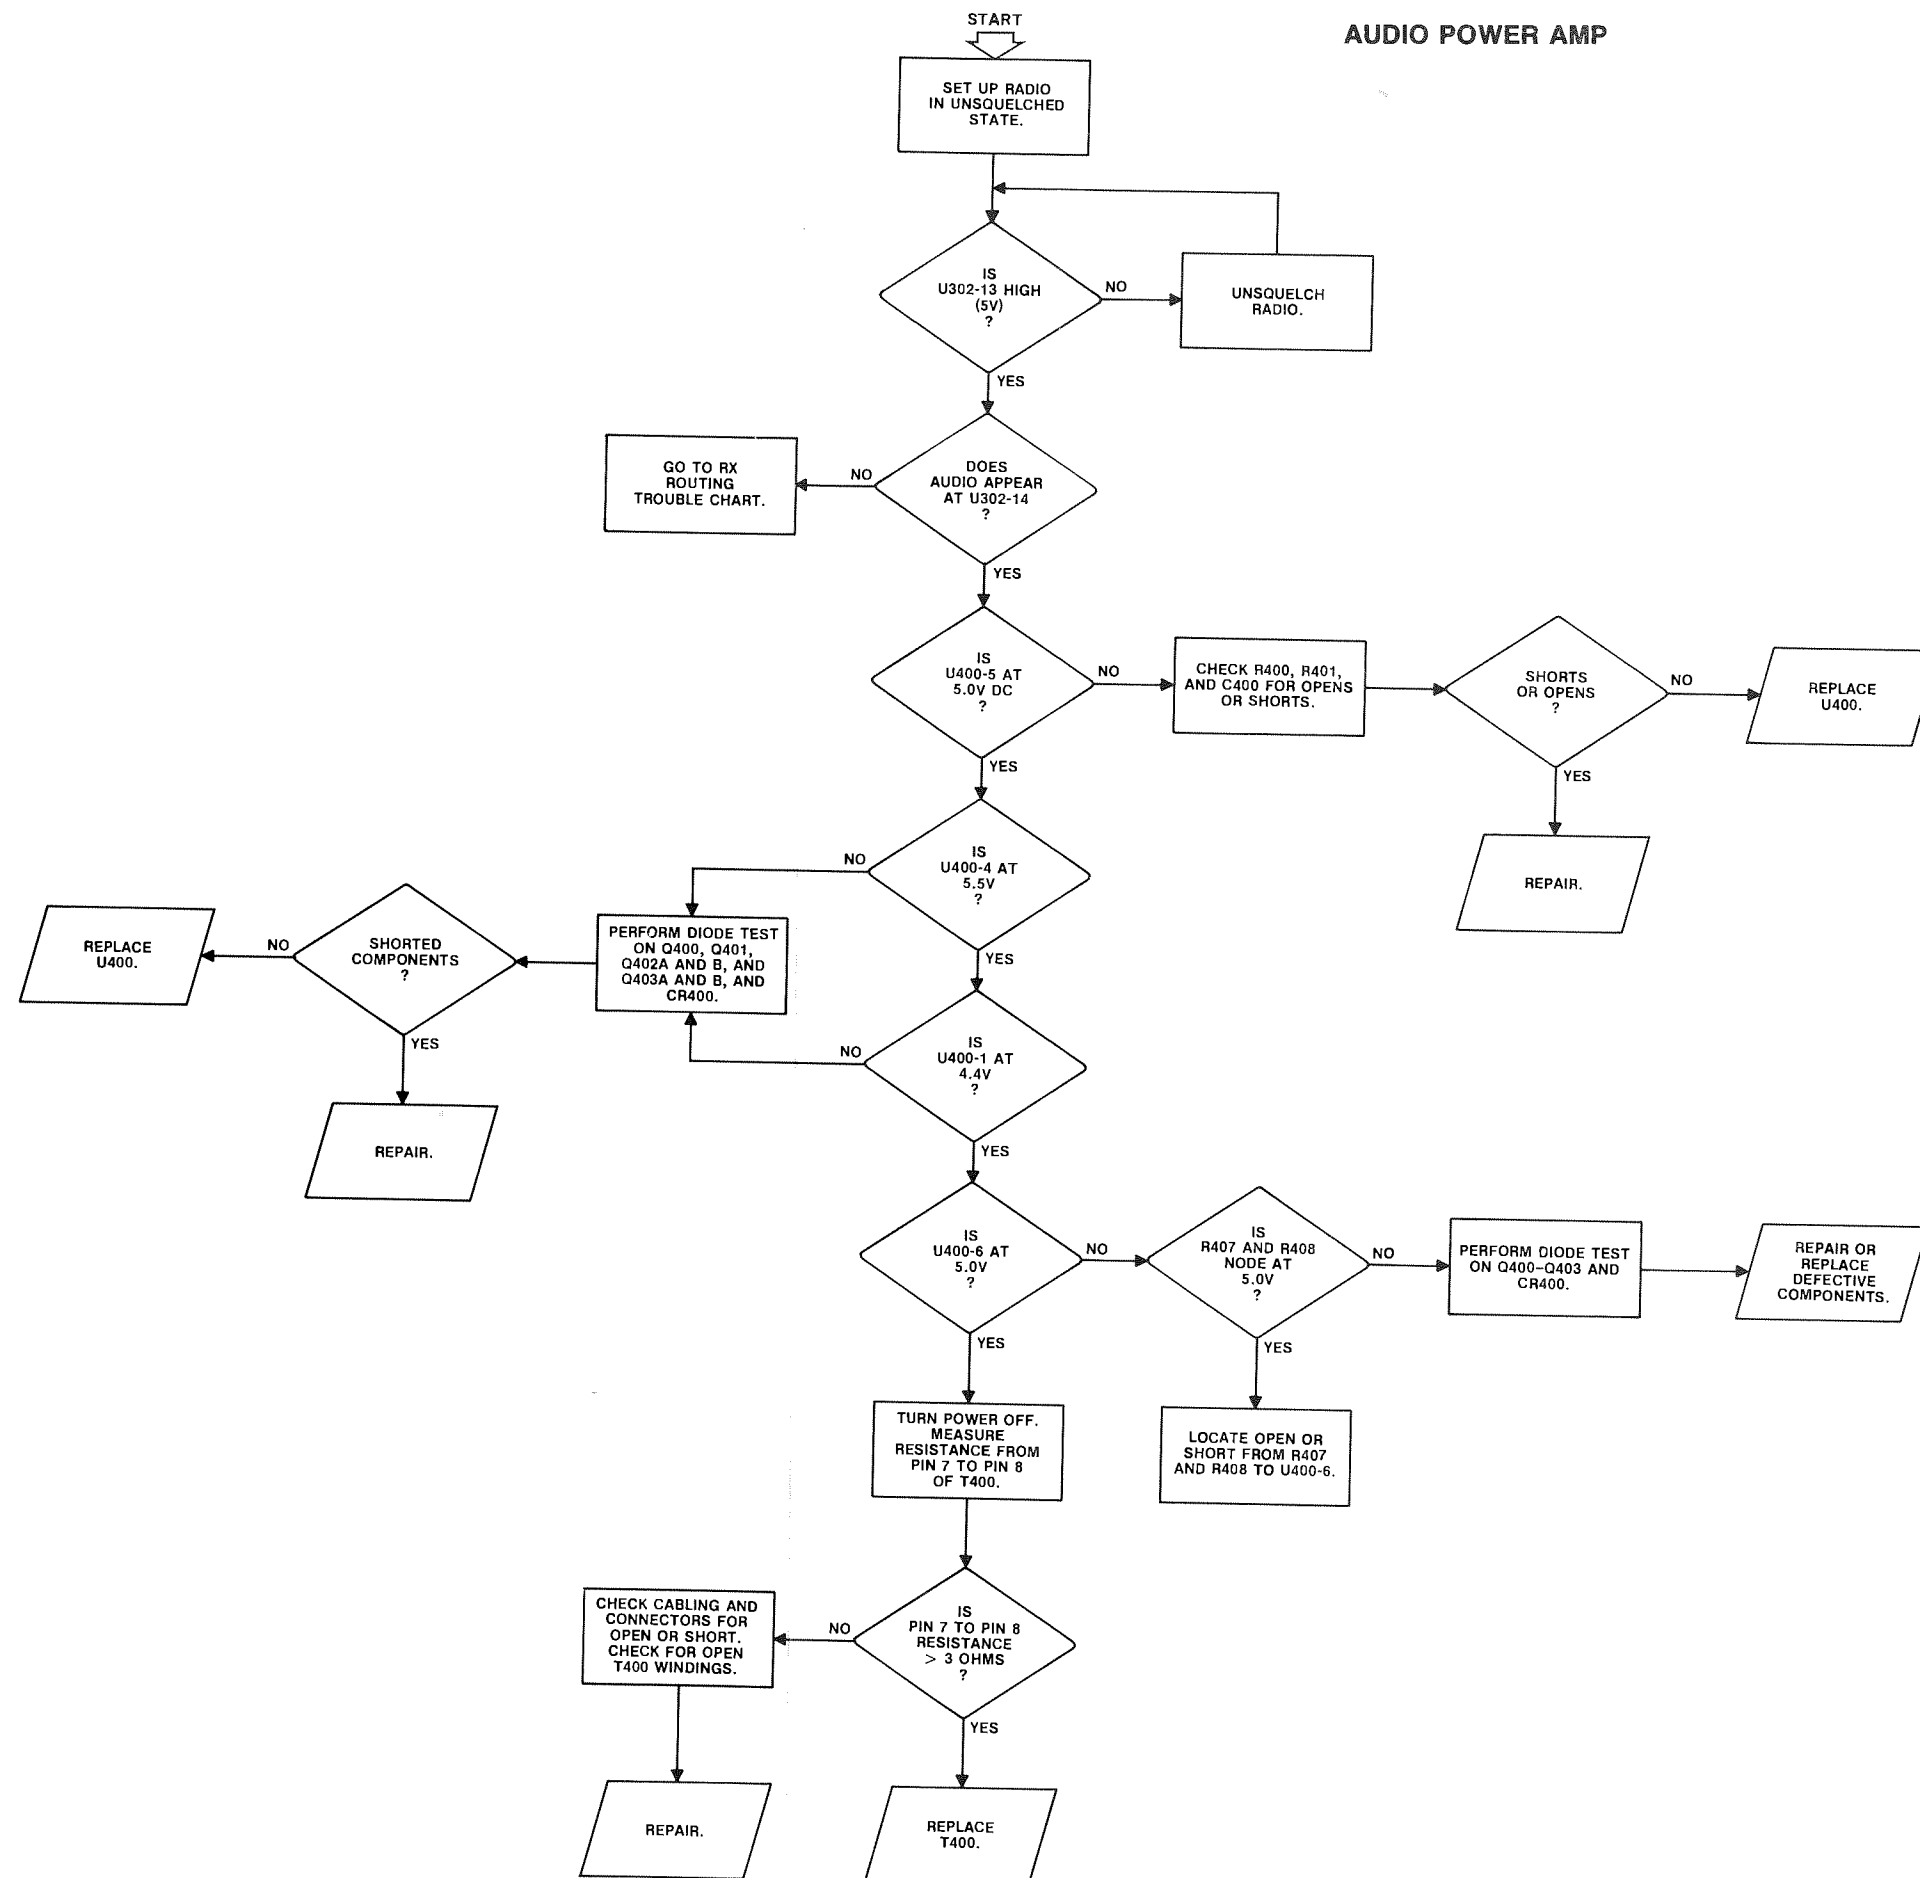 START
AUDIO POWER AMP
SET UP RADIO
IN UNSQUELCHED
STATE.
IS
U302-13 HIGH
(5V)
?
NO
UNSQUELCH
RADIO.
YES
DOES
AUDIO APPEAR
AT U302-14
?
NO
GO TO RX
ROUTING
TROUBLE CHART.
YES
IS
U400-5 AT
5.0V DC
?
NO
CHECK R400, R401,
AND C400 FOR OPENS
OR SHORTS.
SHORTS
OR OPENS
?
NO
REPLACE
U400.
YES
REPAIR.
YES
IS
U400-4 AT
5.5V
?
NO
PERFORM DIODE TEST
ON Q400, Q401,
Q402A AND B, AND
Q403A AND B, AND
CR400.
SHORTED
COMPONENTS
?
NO
REPLACE
U400.
YES
REPAIR.
YES
IS
U400-1 AT
4.4V
?
NO
YES
IS
U400-6 AT
5.0V
?
NO
IS
R407 AND R408
NODE AT
5.0V
?
NO
PERFORM DIODE TEST
ON Q400-Q403 AND
CR400.
REPAIR OR
REPLACE
DEFECTIVE
COMPONENTS.
YES
LOCATE OPEN OR
SHORT FROM R407
AND R408 TO U400-6.
YES
TURN POWER OFF.
MEASURE
RESISTANCE FROM
PIN 7 TO PIN 8
OF T400.
IS
PIN 7 TO PIN 8
RESISTANCE
> 3 OHMS
?
NO
CHECK CABLING AND
CONNECTORS FOR
OPEN OR SHORT.
CHECK FOR OPEN
T400 WINDINGS.
REPAIR.
YES
REPLACE
T400.